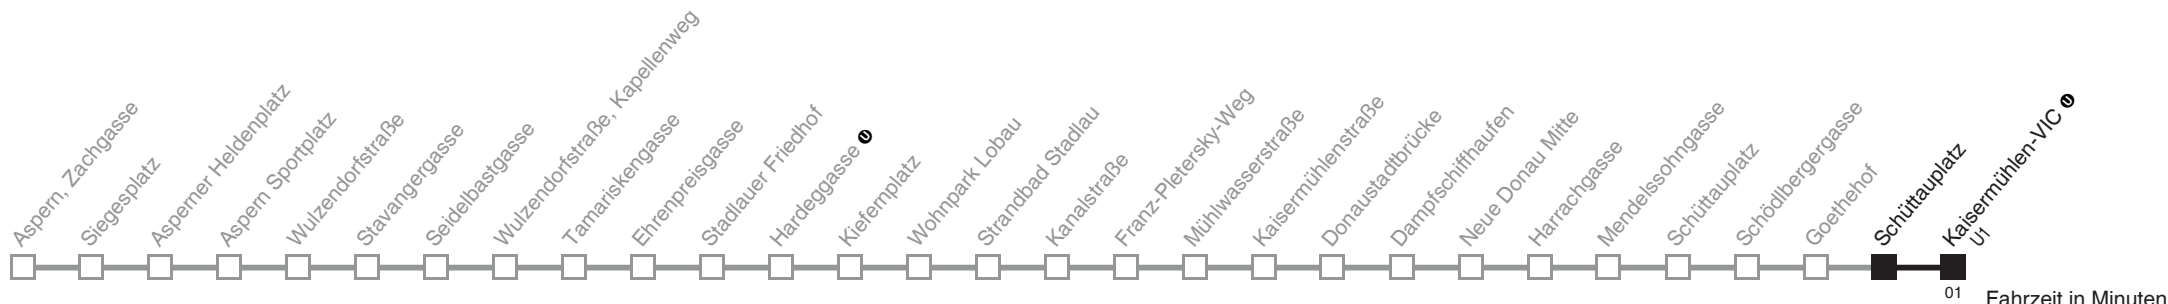 Aspern, Zachgasse
Siegesplatz
Asperner Heldenplatz
Aspern Sportplatz
Wulzendorfstraße
Stavangergasse
Seidelbastgasse
Wulzendorfstraße, Kapellenweg
Tamariskengasse
Ehrenpreisgasse
Stadlauer Friedhof
Hardeggasse U
Kiefernplatz
Wohnpark Lobau
Strandbad Stadlau
Kanalstraße
Franz-Pletersky-Weg
Mühlwasserstraße
Kaisermühlenstraße
Donaustadtbrücke
Dampfschiffhaufen
Neue Donau Mitte
Harrachgasse
Mendelssohngasse
Schüttauplatz
Schödlbergergasse
Goethehof
Schüttauplatz
Kaisermühlen-VIC U
U1
01
Fahrzeit in Minuten